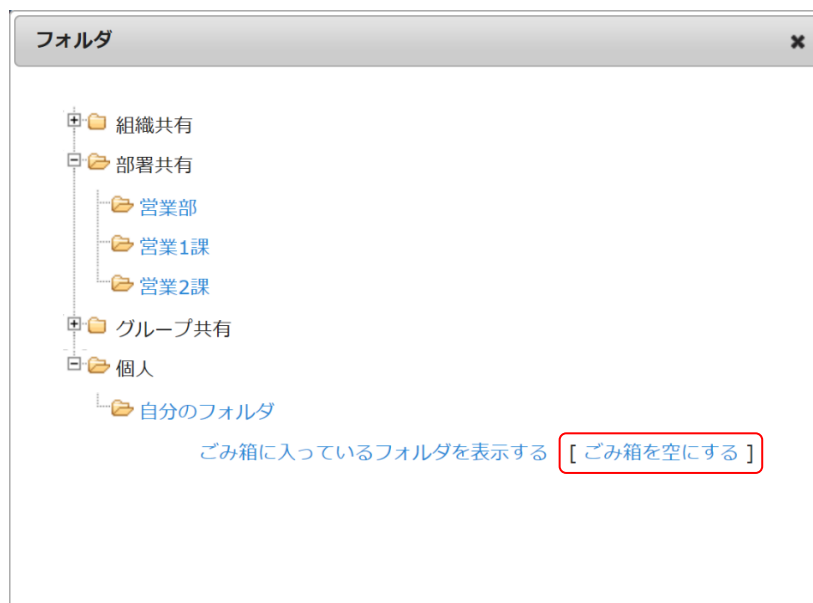 フォルダ
組織共有
部署共有
営業部
営業1課
営業2課
グループ共有
個人
自分のフォルダ
ごみ箱に入っているフォルダを表示する [ ごみ箱を空にする ]